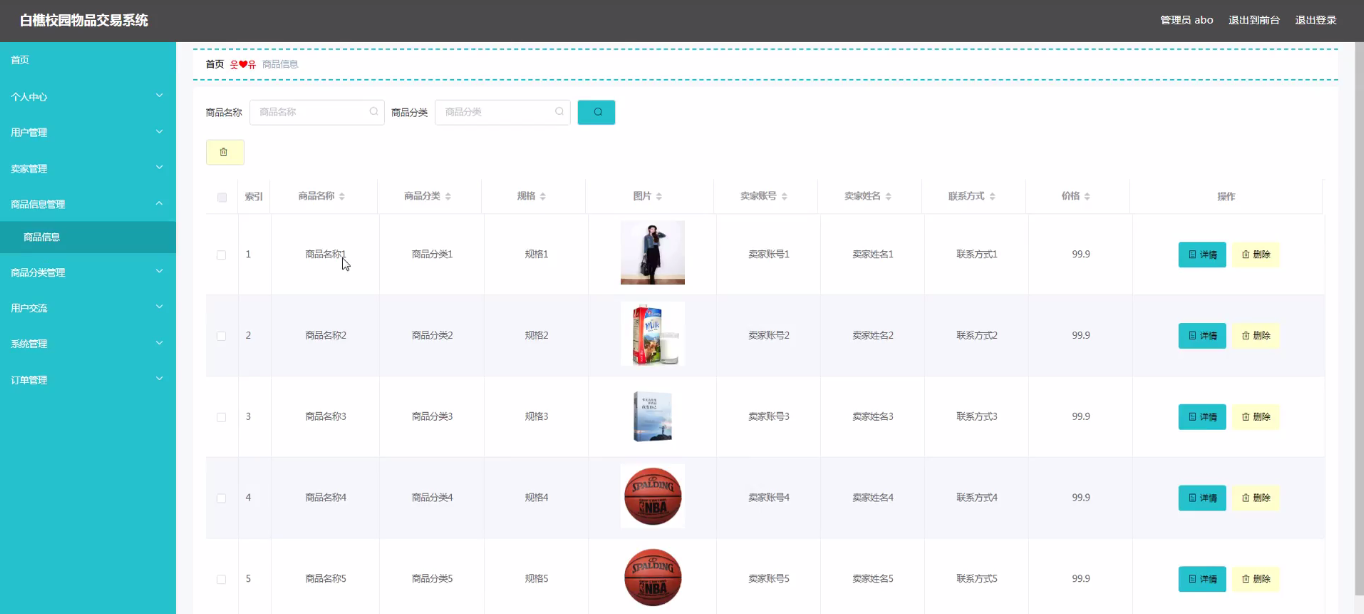 白樵校园物品交易系统 管理员 abo 退出到前台 退出登录
首页
个人中心
用户管理
卖家管理
商品信息管理
商品信息
商品分类管理
用户交流
系统管理
订单管理
首页 웃❤유 商品信息
商品名称 商品名称 商品分类 商品分类
索引 商品名称 商品分类 规格 图片 卖家账号 卖家姓名 联系方式 价格 操作
1 商品名称1 商品分类1 规格1 卖家账号1 卖家姓名1 联系方式1 99.9 详情 删除
2 商品名称2 商品分类2 规格2 卖家账号2 卖家姓名2 联系方式2 99.9 详情 删除
3 商品名称3 商品分类3 规格3 卖家账号3 卖家姓名3 联系方式3 99.9 详情 删除
4 商品名称4 商品分类4 规格4 SPALDING NBA 卖家账号4 卖家姓名4 联系方式4 99.9 详情 删除
5 商品名称5 商品分类5 规格5 SPALDING NBA 卖家账号5 卖家姓名5 联系方式5 99.9 详情 删除